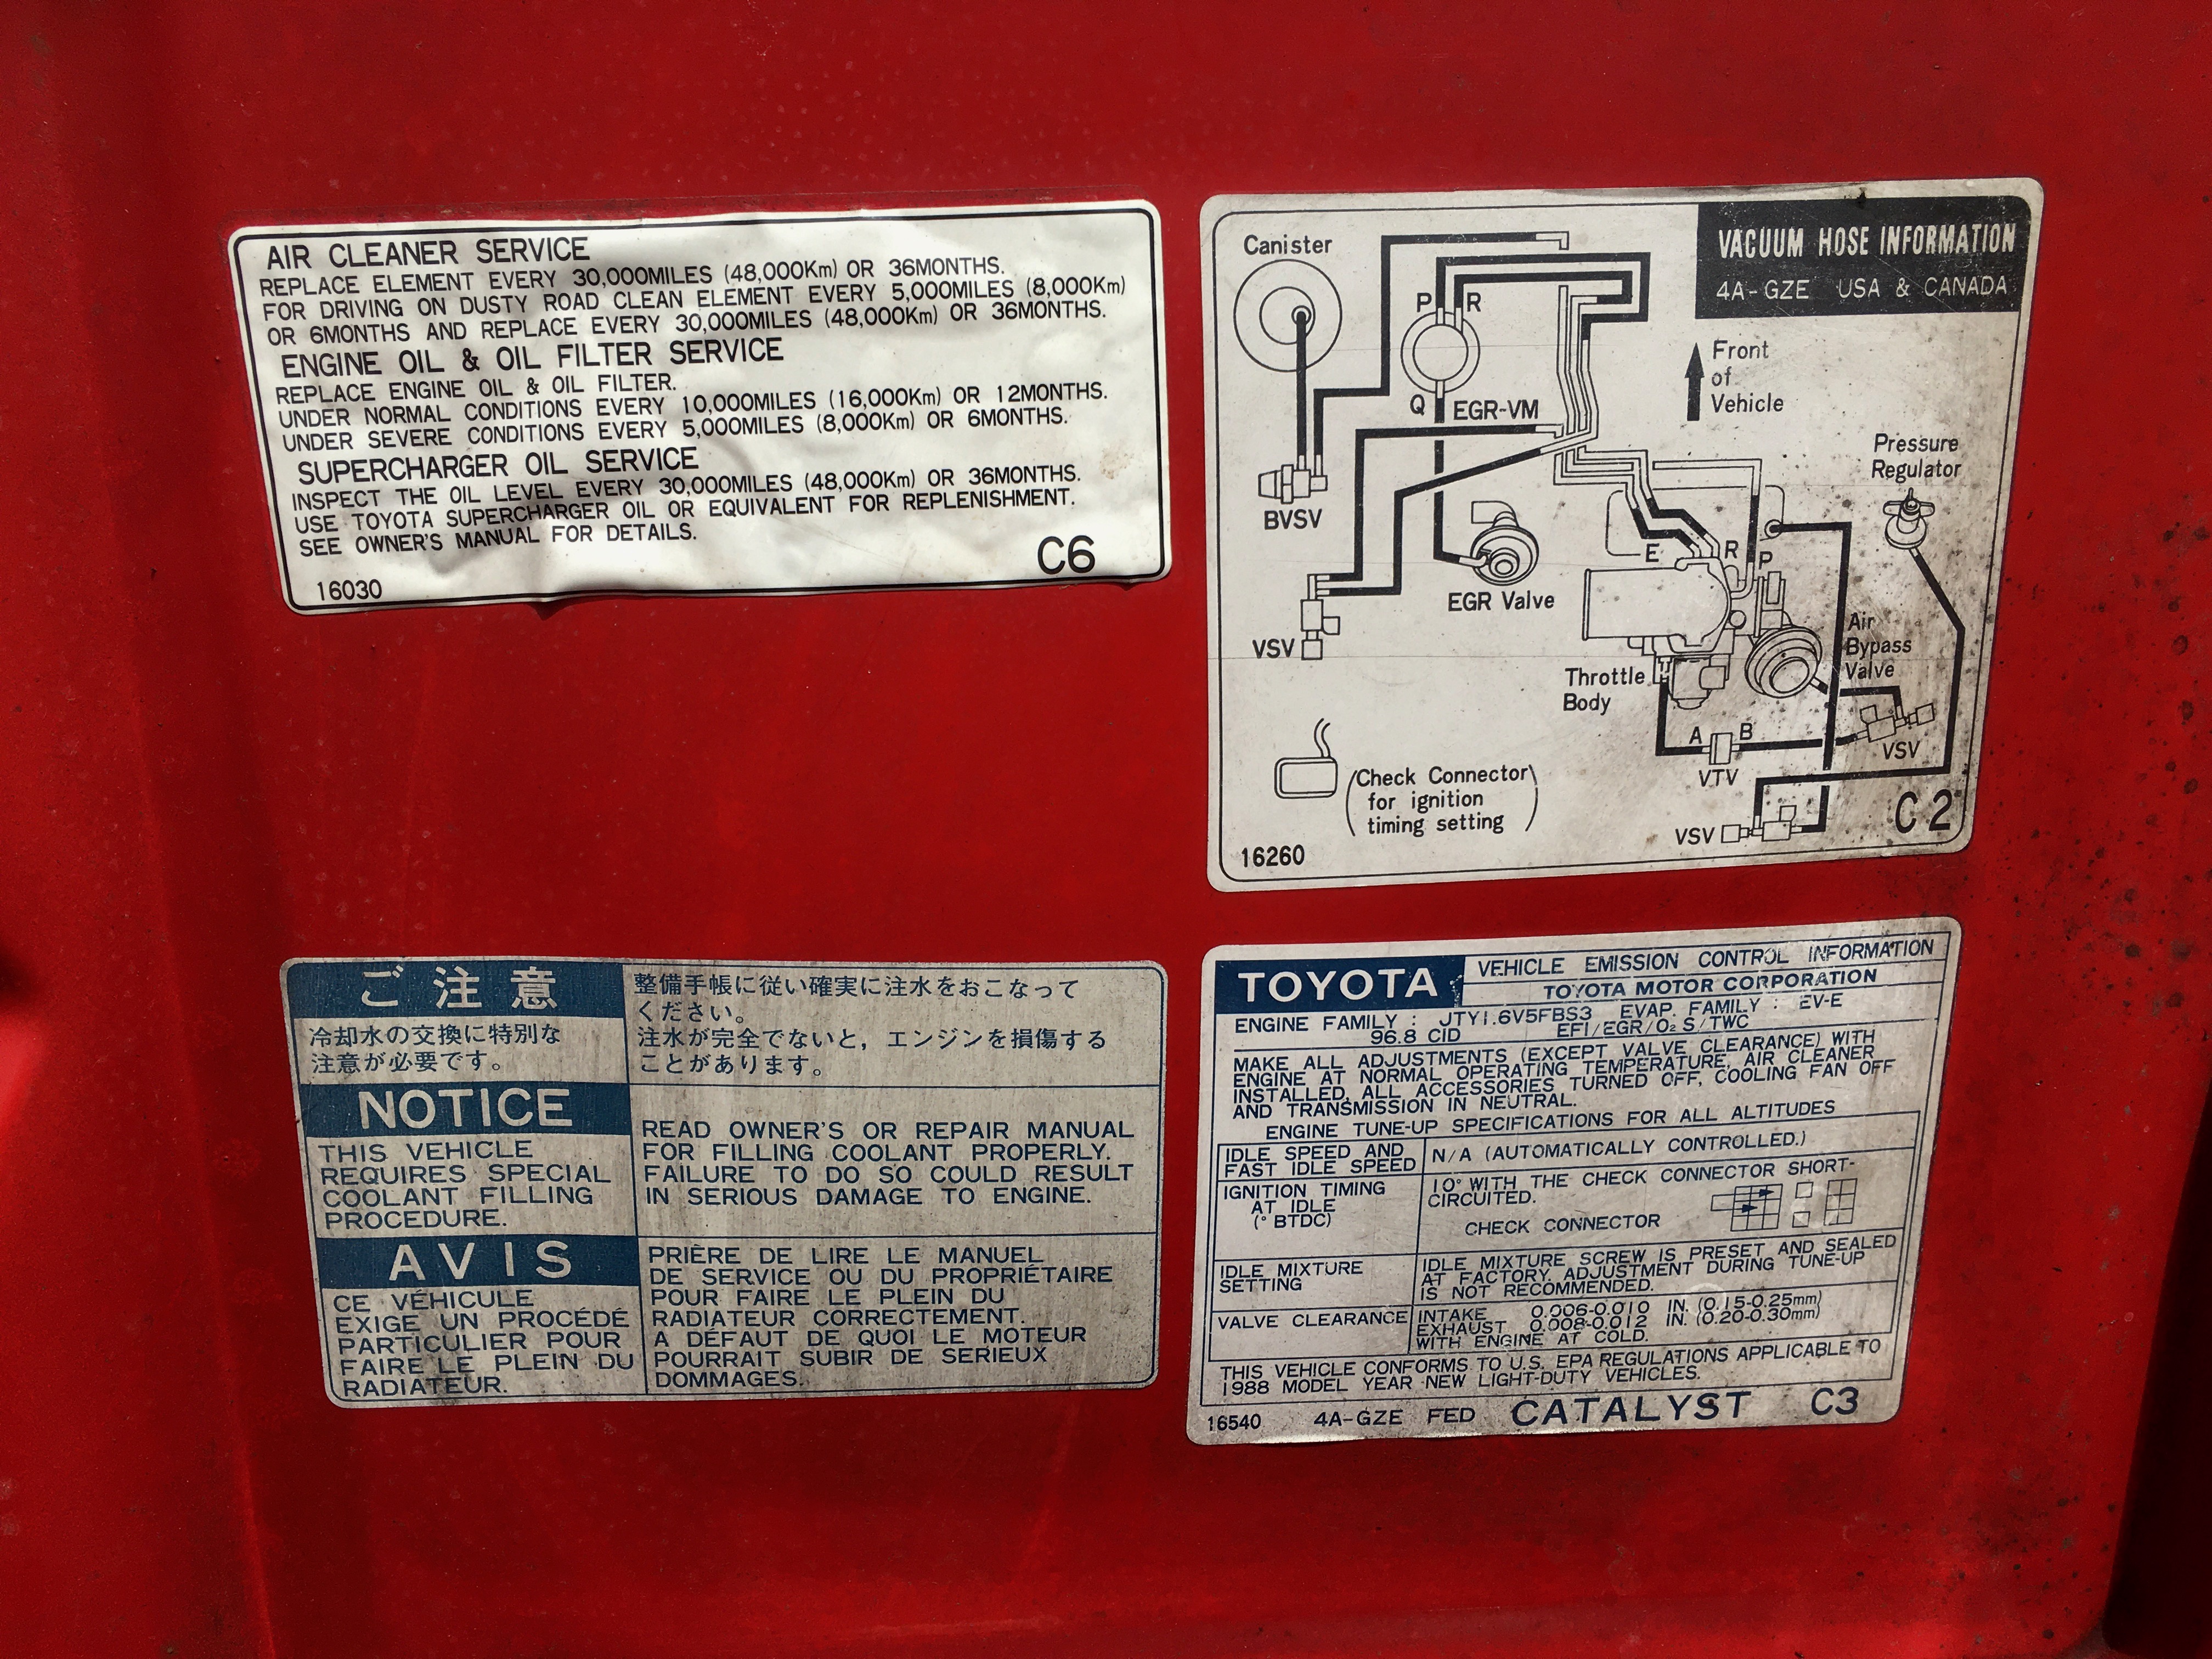 AIR CLEANER SERVICE
REPLACE ELEMENT EVERY 30,000MILES (48,000Km) OR 36MONTHS.
FOR DRIVING ON DUSTY ROAD CLEAN ELEMENT EVERY 5,000MILES (8,000Km)
OR 6MONTHS AND REPLACE EVERY 30,000MILES (48,000Km) OR 36MONTHS.
ENGINE OIL & OIL FILTER SERVICE
REPLACE ENGINE OIL & OIL FILTER.
UNDER NORMAL CONDITIONS EVERY 10,000MILES (16,000Km) OR 12MONTHS.
UNDER SEVERE CONDITIONS EVERY 5,000MILES (8,000Km) OR 6MONTHS.
SUPERCHARGER OIL SERVICE
INSPECT THE OIL LEVEL EVERY 30,000MILES (48,000Km) OR 36MONTHS.
USE TOYOTA SUPERCHARGER OIL OR EQUIVALENT FOR REPLENISHMENT.
SEE OWNER'S MANUAL FOR DETAILS.
C6
16030
VACUUM HOSE INFORMATION
4A-GZE USA & CANADA
Canister
P R
Front
of
Vehicle
Q EGR-VM
Pressure
Regulator
BVSV
E R P
EGR Valve
VSV
Air
Bypass
Valve
Throttle
Body
A B
VTV
VSV
(Check Connector
for ignition
timing setting)
VSV
C2
16260
ご注意
冷却水の交換に特別な
注意が必要です。
整備手帳に従い確実に注水をおこなって
ください。
注水が完全でないと，エンジンを損傷する
ことがあります。
NOTICE
THIS VEHICLE
REQUIRES SPECIAL
COOLANT FILLING
PROCEDURE.
READ OWNER'S OR REPAIR MANUAL
FOR FILLING COOLANT PROPERLY.
FAILURE TO DO SO COULD RESULT
IN SERIOUS DAMAGE TO ENGINE.
AVIS
CE VÉHICULE
EXIGE UN PROCÉDÉ
PARTICULIER POUR
FAIRE LE PLEIN DU
RADIATEUR.
PRIÈRE DE LIRE LE MANUEL
DE SERVICE OU DU PROPRIÉTAIRE
POUR FAIRE LE PLEIN DU
RADIATEUR CORRECTEMENT.
A DÉFAUT DE QUOI LE MOTEUR
POURRAIT SUBIR DE SERIEUX
DOMMAGES.
TOYOTA VEHICLE EMISSION CONTROL INFORMATION
TOYOTA MOTOR CORPORATION
ENGINE FAMILY : JTY1.6V5FBS3 EVAP. FAMILY : EV-E
96.8 CID EFI/EGR/O₂ S/TWC
MAKE ALL ADJUSTMENTS (EXCEPT VALVE CLEARANCE) WITH
ENGINE AT NORMAL OPERATING TEMPERATURE, AIR CLEANER
INSTALLED, ALL ACCESSORIES TURNED OFF, COOLING FAN OFF
AND TRANSMISSION IN NEUTRAL.
ENGINE TUNE-UP SPECIFICATIONS FOR ALL ALTITUDES
IDLE SPEED AND
FAST IDLE SPEED
N/A (AUTOMATICALLY CONTROLLED.)
IGNITION TIMING
AT IDLE
(° BTDC)
10° WITH THE CHECK CONNECTOR SHORT-
CIRCUITED.
CHECK CONNECTOR
IDLE MIXTURE
SETTING
IDLE MIXTURE SCREW IS PRESET AND SEALED
AT FACTORY. ADJUSTMENT DURING TUNE-UP
IS NOT RECOMMENDED.
VALVE CLEARANCE
INTAKE 0.006-0.010 IN. (0.15-0.25mm)
EXHAUST 0.008-0.012 IN. (0.20-0.30mm)
WITH ENGINE AT COLD.
THIS VEHICLE CONFORMS TO U.S. EPA REGULATIONS APPLICABLE TO
1988 MODEL YEAR NEW LIGHT-DUTY VEHICLES.
16540 4A-GZE FED CATALYST C3